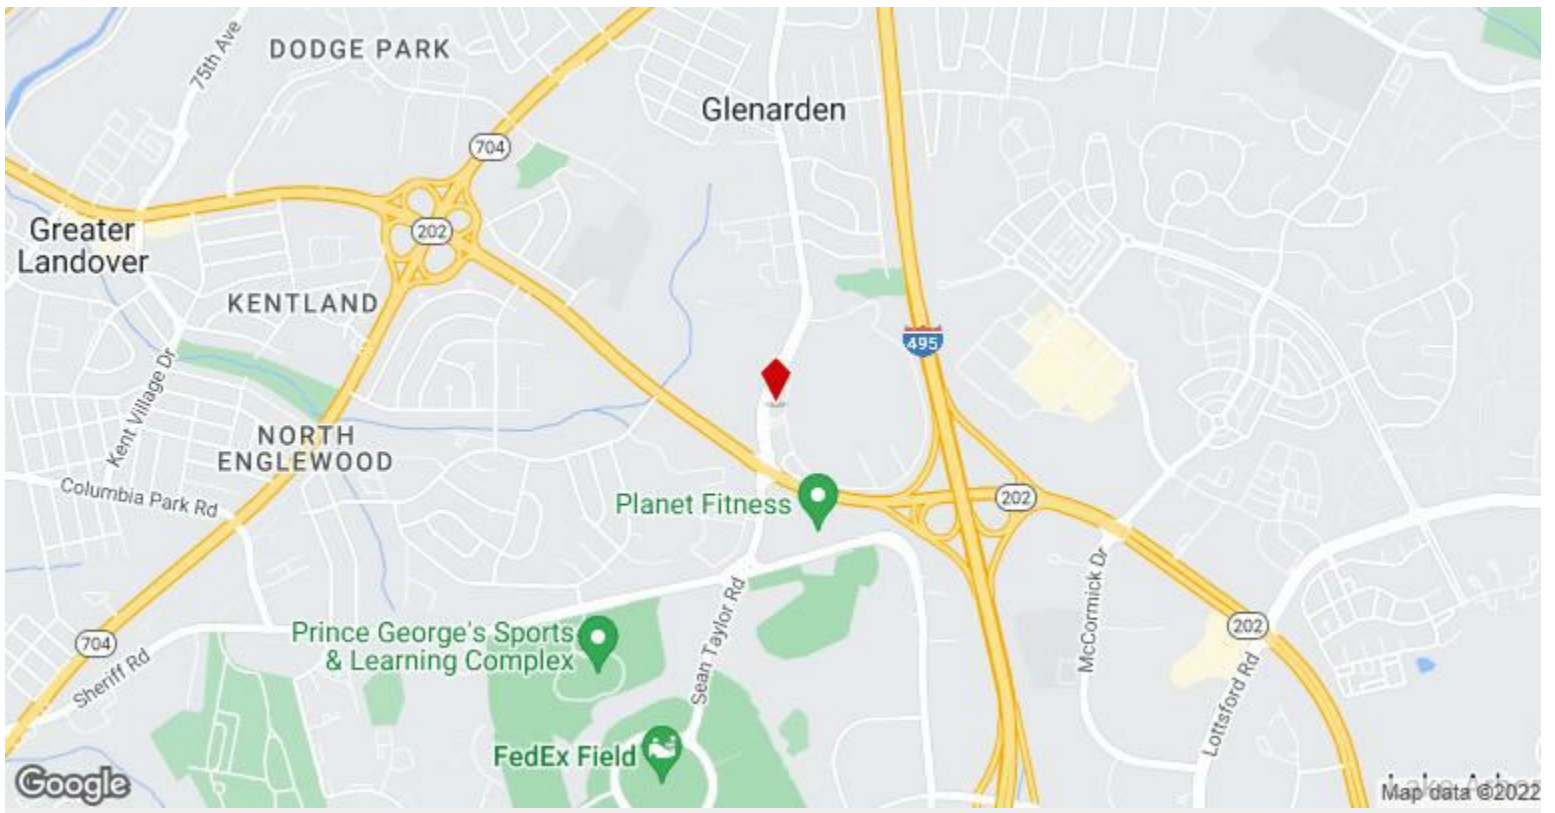 75th Ave
DODGE PARK
Glenarden
704
202
Greater
Landover
KENTLAND
495
Kent Village Dr
NORTH
ENGLEWOOD
Columbia Park Rd
Planet Fitness
202
McCormick Dr
Sean Taylor Rd
Prince George's Sports
& Learning Complex
704
Sheriff Rd
202
Lottsford Rd
FedEx Field
Google
Map data ©2022